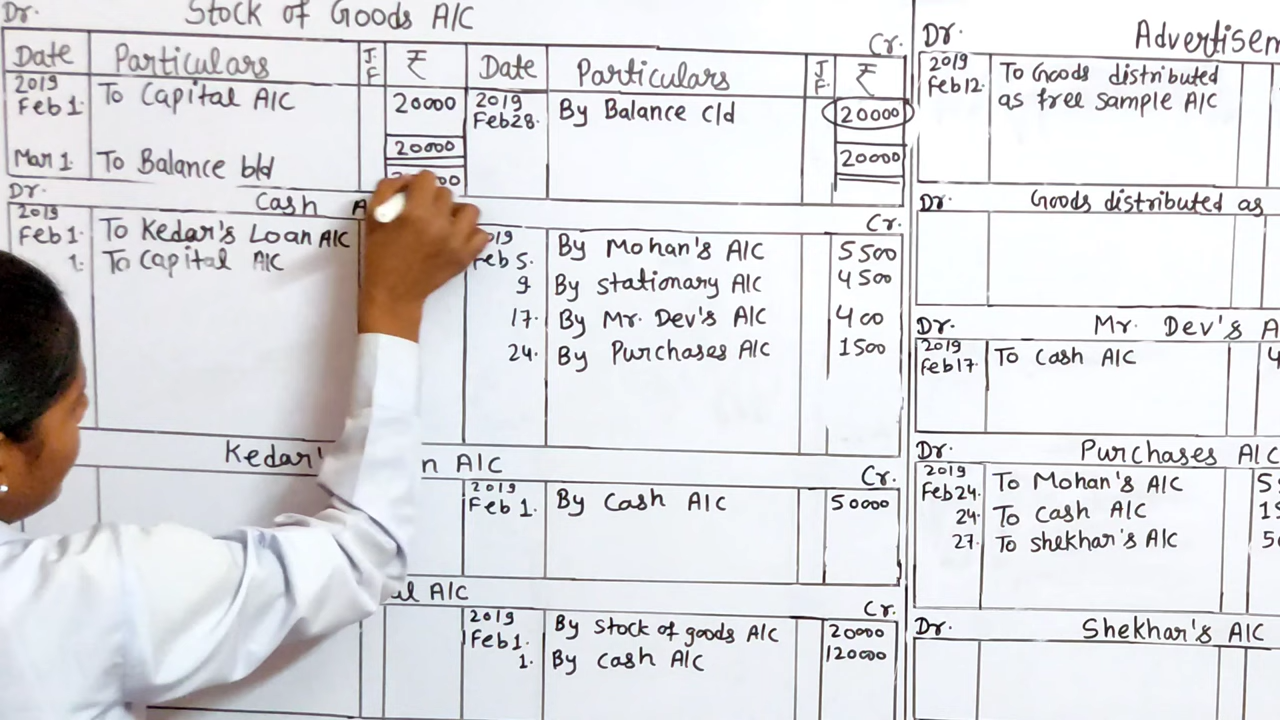 Dr. Stock of Goods A/C Cr.
Date Particulars J.F ₹ Date Particulars J.F. ₹
2019 Feb 1. To Capital A/C 20000 2019 Feb 28. By Balance c/d 20000
20000 20000
Mar 1. To Balance b/d
Dr. Cash Cr.
2019 Feb 1. To Kedar's Loan A/C Feb 5. By Mohan's A/C 5500
1. To Capital A/C 9 By Stationary A/C 4500
17. By Mr. Dev's A/C 400
24. By Purchases A/C 1500
Kedar' n A/C Cr.
2019 Feb 1. By Cash A/C 50000
A/C Cr.
2019 Feb 1. By Stock of goods A/C 20000
1. By Cash A/C 120000
Dr. Advertisem
2019 Feb 12. To Goods distributed
as free sample A/C
Dr. Goods distributed as
Dr. Mr. Dev's A
2019 Feb 17. To Cash A/C 4
Dr. Purchases A/C
2019 Feb 24. To Mohan's A/C
24. To Cash A/C
27. To Shekhar's A/C
Dr. Shekhar's A/C